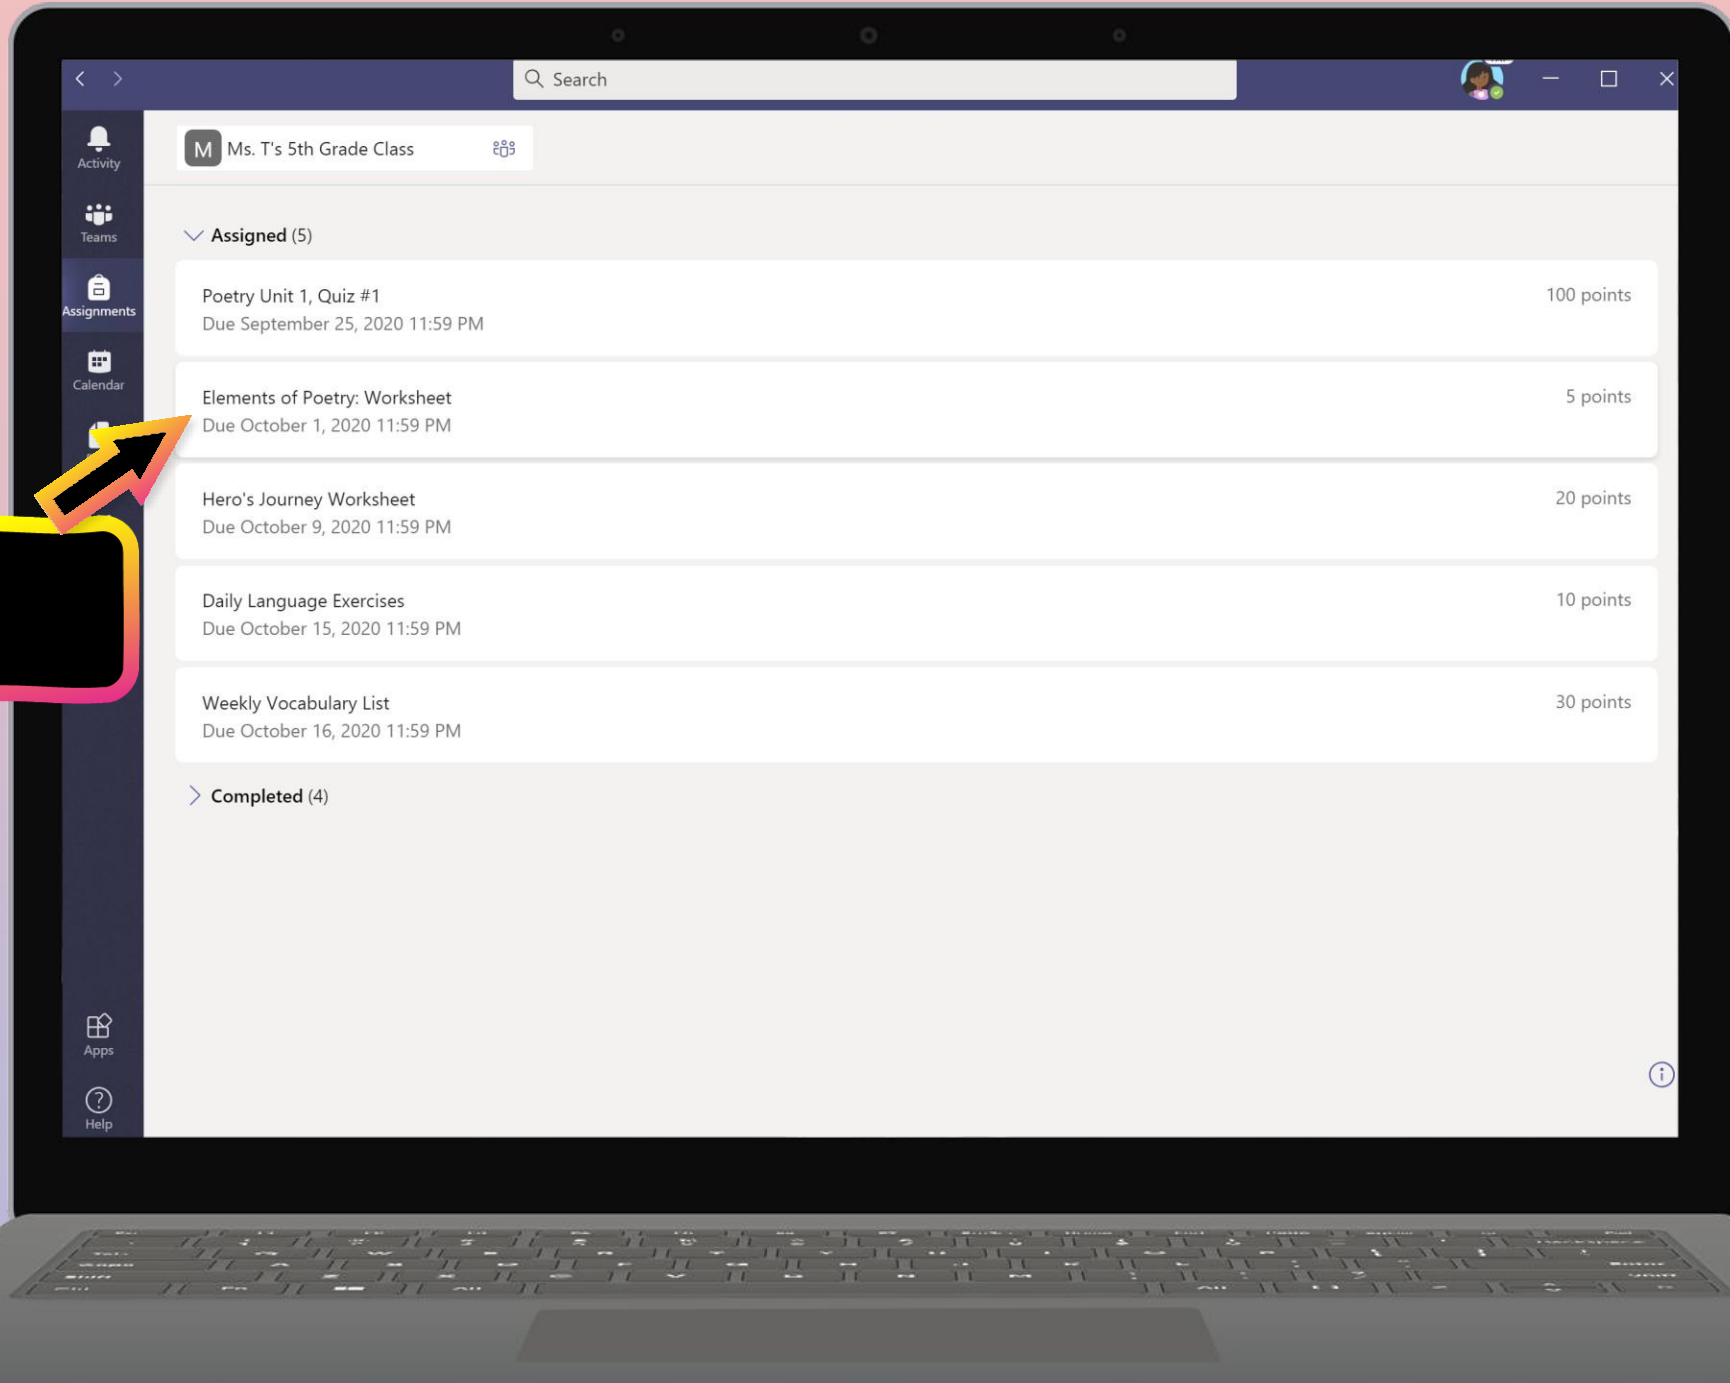 Search
Activity
Teams
Assignments
Calendar
Apps
Help
M Ms. T's 5th Grade Class
Assigned (5)
Poetry Unit 1, Quiz #1
100 points
Due September 25, 2020 11:59 PM
Elements of Poetry: Worksheet
5 points
Due October 1, 2020 11:59 PM
Hero's Journey Worksheet
20 points
Due October 9, 2020 11:59 PM
Daily Language Exercises
10 points
Due October 15, 2020 11:59 PM
Weekly Vocabulary List
30 points
Due October 16, 2020 11:59 PM
Completed (4)